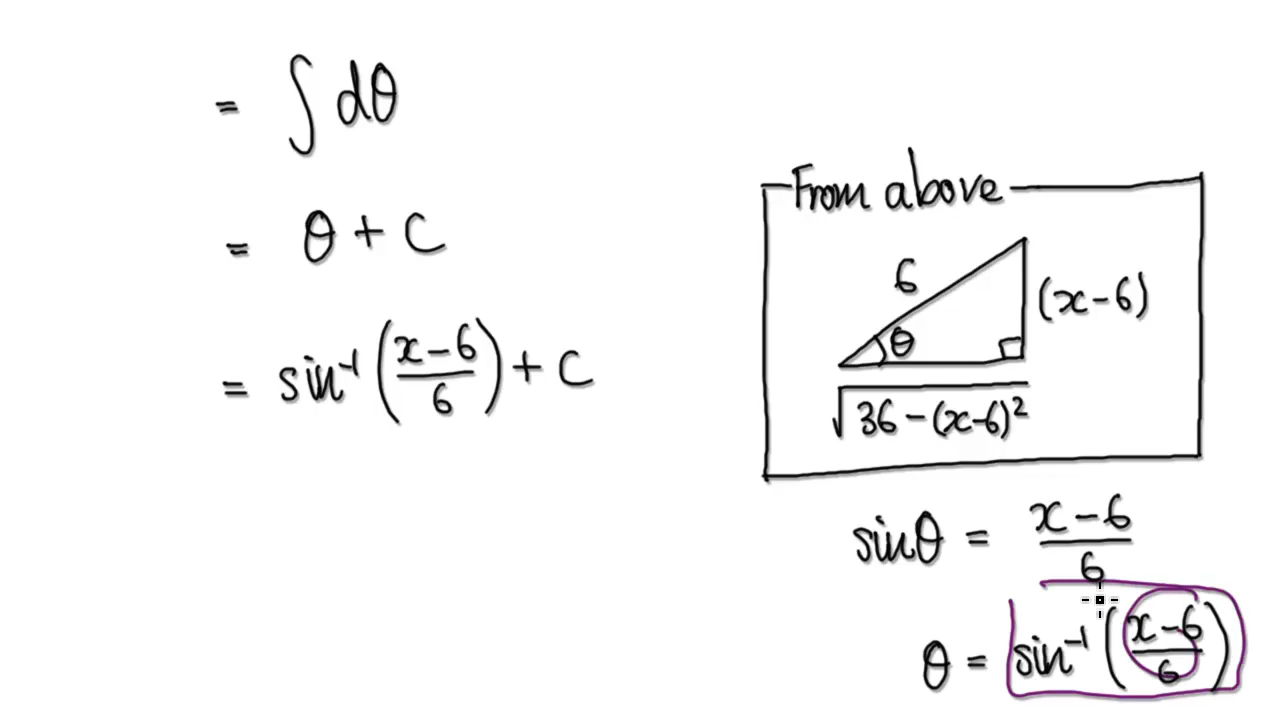 = ∫ dθ
= θ + C
= sin⁻¹ ((x−6)/6) + C
From above
6
(x−6)
θ
√(36−(x−6)²)
sinθ = (x−6)/6
θ = sin⁻¹ ((x−6)/6)